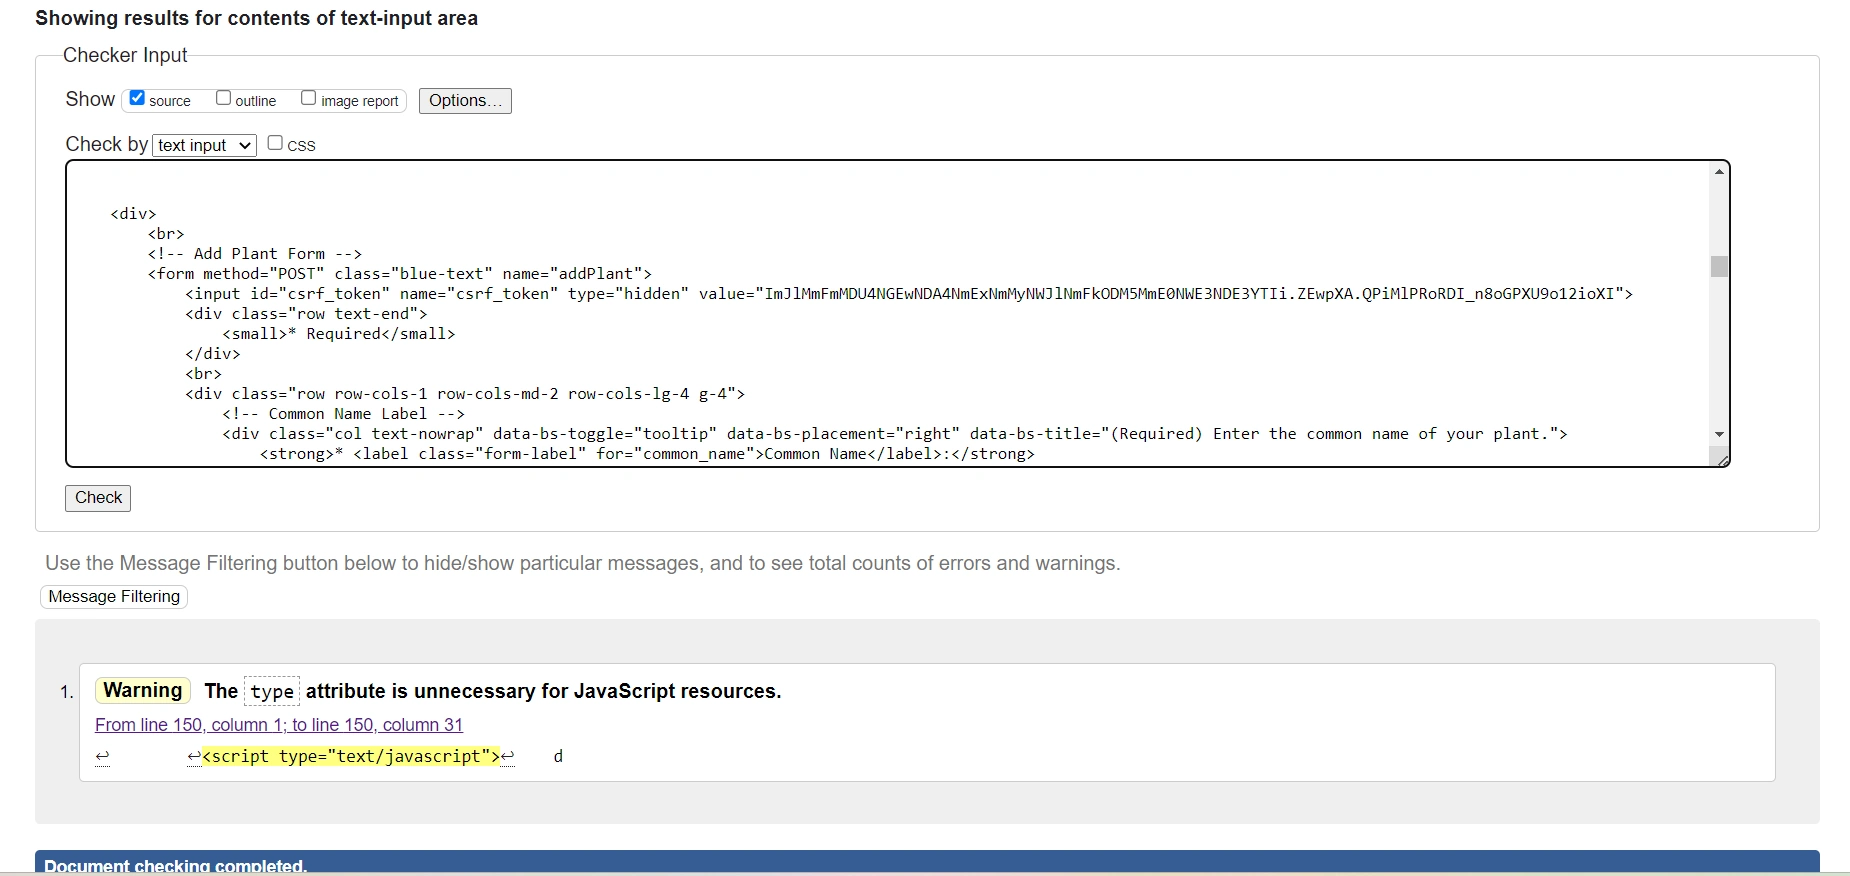 Showing results for contents of text-input area
Checker Input
Show source outline image report Options...
Check by text input css
<div>
<br>
<!-- Add Plant Form -->
<form method="POST" class="blue-text" name="addPlant">
<input id="csrf_token" name="csrf_token" type="hidden" value="ImJlMmFmMDU4NGEwNDA4NmExNmMyNWJlNmFkODM5MmE0NWE3NDE3YTIi.ZEwpXA.QPiMlPRoRDI_n8oGPXU9o12ioXI">
<div class="row text-end">
<small>* Required</small>
</div>
<br>
<div class="row row-cols-1 row-cols-md-2 row-cols-lg-4 g-4">
<!-- Common Name Label -->
<div class="col text-nowrap" data-bs-toggle="tooltip" data-bs-placement="right" data-bs-title="(Required) Enter the common name of your plant.">
<strong>* <label class="form-label" for="common_name">Common Name</label>:</strong>
Check
Use the Message Filtering button below to hide/show particular messages, and to see total counts of errors and warnings.
Message Filtering
1. Warning The type attribute is unnecessary for JavaScript resources.
From line 150, column 1; to line 150, column 31
↩ ↩<script type="text/javascript">↩ d
Document checking completed.